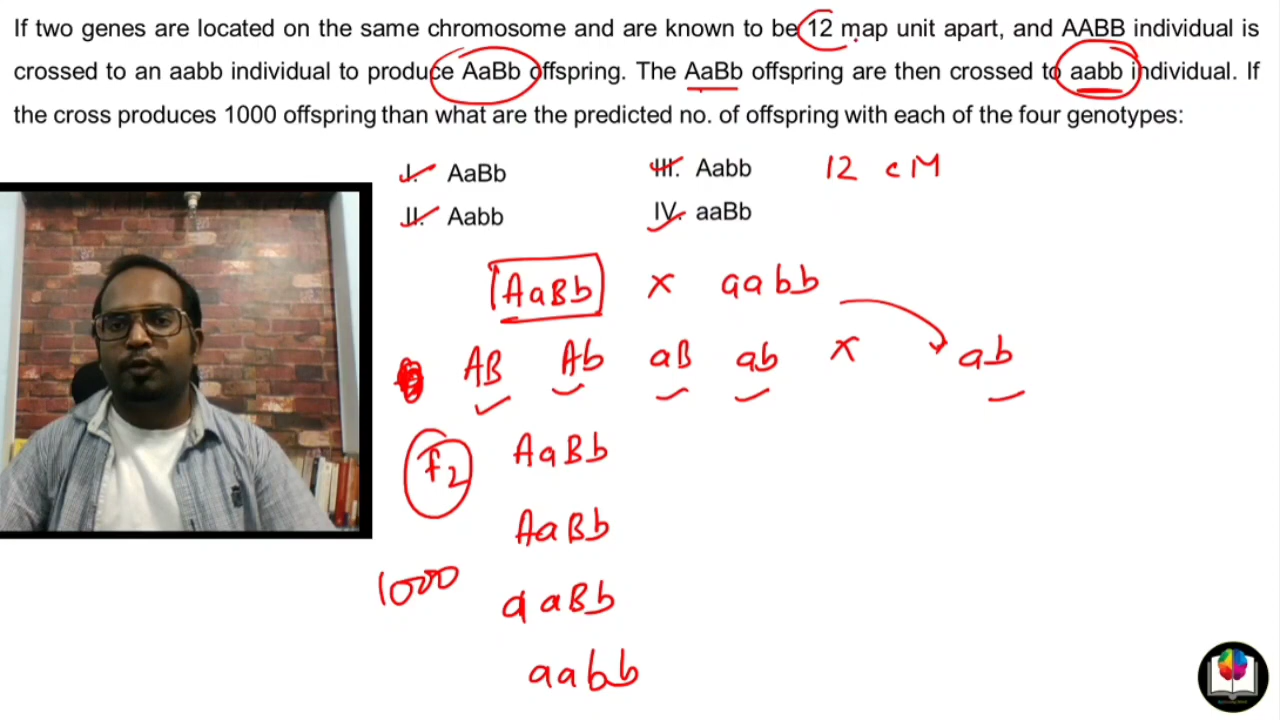 If two genes are located on the same chromosome and are known to be 12 map unit apart, and AABB individual is
crossed to an aabb individual to produce AaBb offspring. The AaBb offspring are then crossed to aabb individual. If
the cross produces 1000 offspring than what are the predicted no. of offspring with each of the four genotypes:
I. AaBb III. Aabb 12 cM
II. Aabb IV. aaBb
AaBb x aabb
AB Ab aB ab x ab
F2 AaBb
AaBb
1000 aaBb
aabb